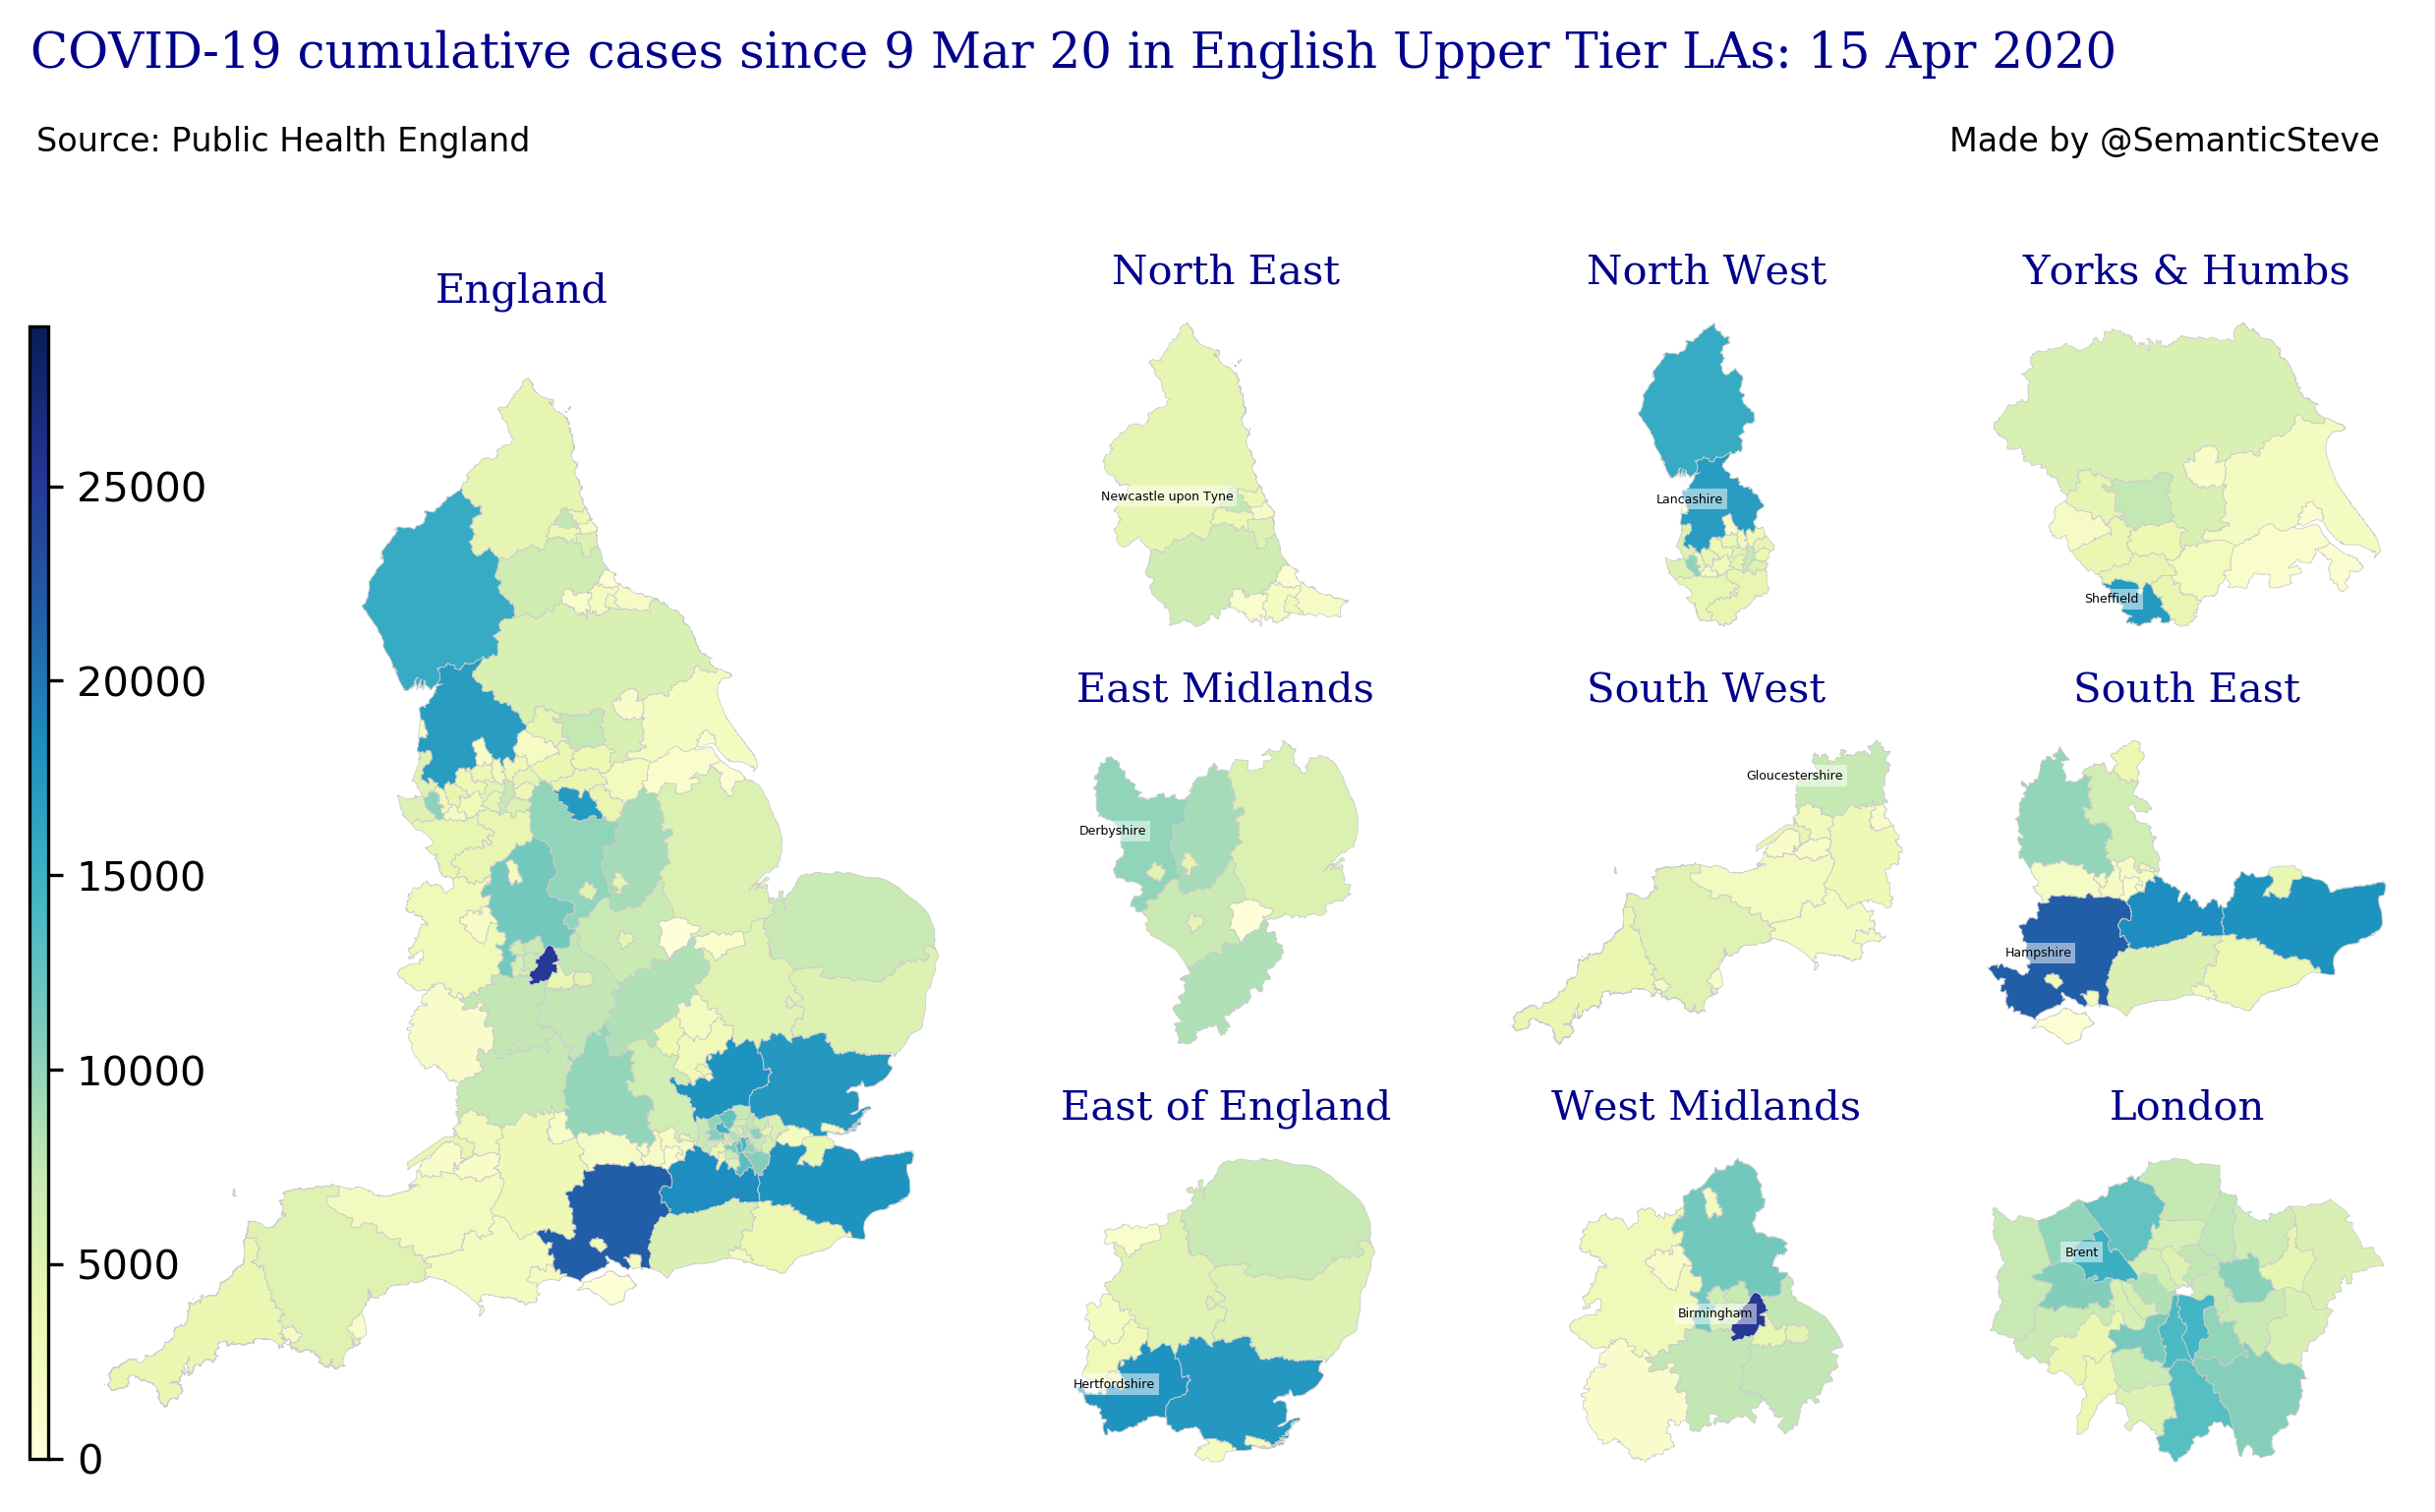 COVID-19 cumulative cases since 9 Mar 20 in English Upper Tier LAs: 15 Apr 2020
Source: Public Health England
Made by @SemanticSteve
England
North East
North West
Yorks & Humbs
25000
20000
15000
10000
5000
0
Newcastle upon Tyne
Lancashire
Sheffield
East Midlands
South West
South East
Derbyshire
Gloucestershire
Hampshire
East of England
West Midlands
London
Hertfordshire
Birmingham
Brent